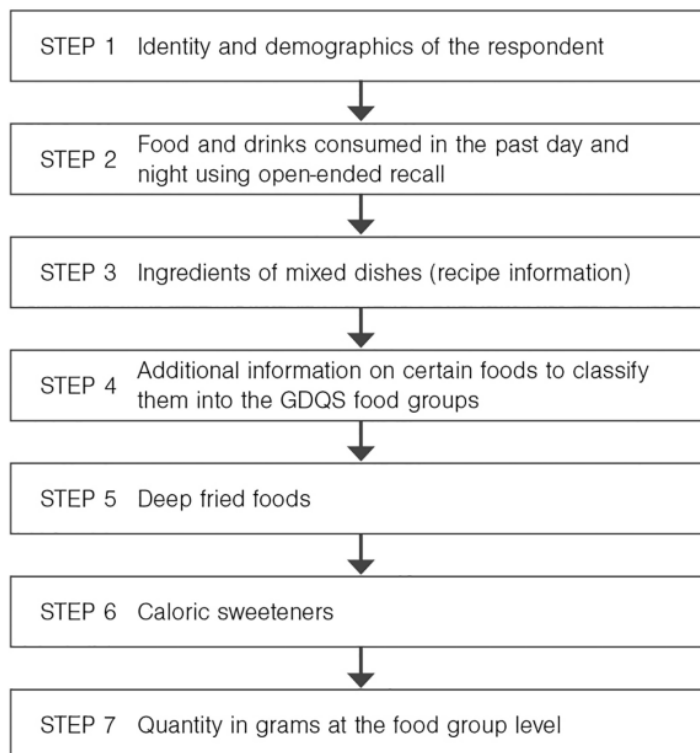 STEP 1 Identity and demographics of the respondent
STEP 2 Food and drinks consumed in the past day and
night using open-ended recall
STEP 3 Ingredients of mixed dishes (recipe information)
STEP 4 Additional information on certain foods to classify
them into the GDQS food groups
STEP 5 Deep fried foods
STEP 6 Caloric sweeteners
STEP 7 Quantity in grams at the food group level